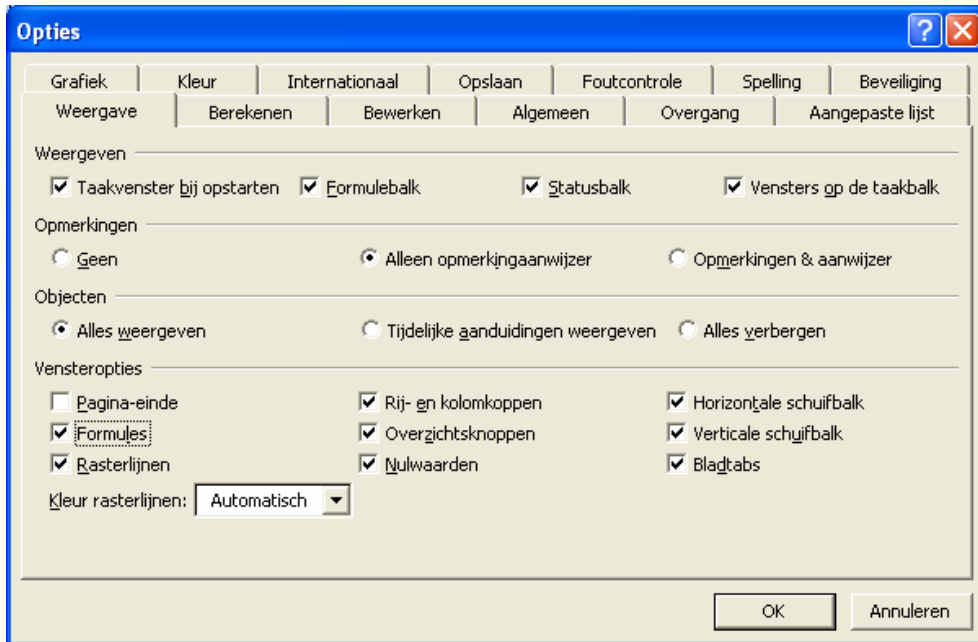 Opties
Grafiek Kleur Internationaal Opslaan Foutcontrole Spelling Beveiliging
Weergave Berekenen Bewerken Algemeen Overgang Aangepaste lijst
Weergeven
Taakvenster bij opstarten Formulebalk Statusbalk Vensters op de taakbalk
Opmerkingen
Geen Alleen opmerkingaanwijzer Opmerkingen & aanwijzer
Objecten
Alles weergeven Tijdelijke aanduidingen weergeven Alles verbergen
Vensteropties
Pagina-einde Rij- en kolomkoppen Horizontale schuifbalk
Formules Overzichtsknoppen Verticale schuifbalk
Rasterlijnen Nulwaarden Bladtabs
Kleur rasterlijnen: Automatisch
OK Annuleren